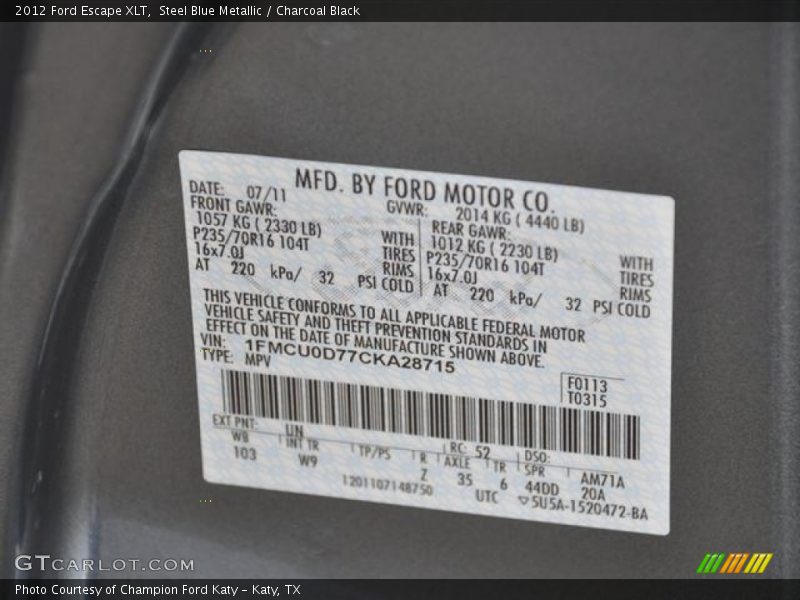 2012 Ford Escape XLT, Steel Blue Metallic / Charcoal Black
MFD. BY FORD MOTOR CO.
DATE: 07/11 GVWR: 2014 KG ( 4440 LB)
FRONT GAWR: REAR GAWR:
1057 KG ( 2330 LB) WITH 1012 KG ( 2230 LB) WITH
P235/70R16 104T TIRES P235/70R16 104T TIRES
16x7.0J RIMS 16x7.0J RIMS
AT 220 kPa/ 32 PSI COLD AT 220 kPa/ 32 PSI COLD
THIS VEHICLE CONFORMS TO ALL APPLICABLE FEDERAL MOTOR
VEHICLE SAFETY AND THEFT PREVENTION STANDARDS IN
EFFECT ON THE DATE OF MANUFACTURE SHOWN ABOVE.
VIN: 1FMCU0D77CKA28715
TYPE: MPV
F0113
T0315
EXT PNT: UN RC: 52 DSO:
W8 INT TR TP/PS R AXLE TR SPR AM71A
103 W9 Z 35 6 44DD 20A
1201107148750 UTC ▽5U5A-1520472-BA
GTCARLOT.COM
Photo Courtesy of Champion Ford Katy - Katy, TX